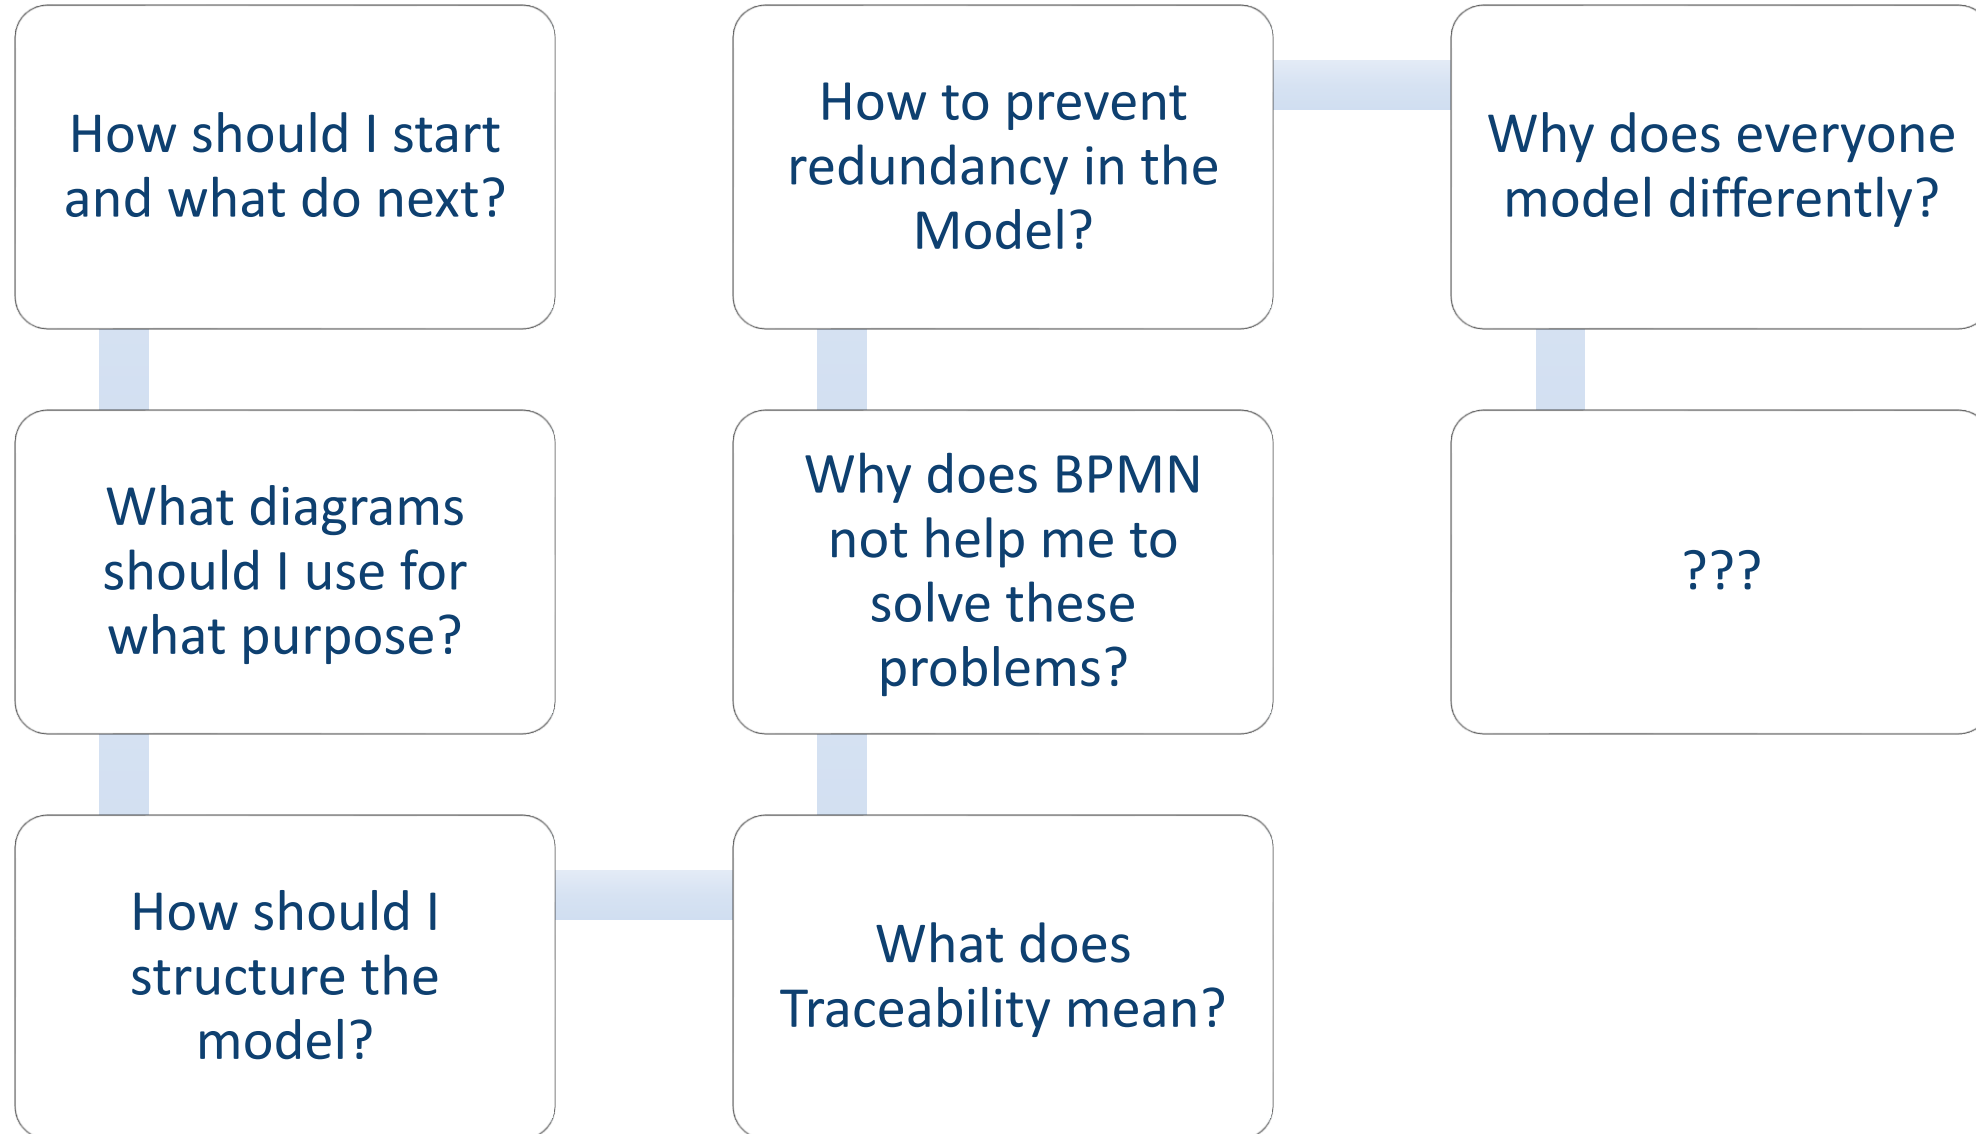 How should I start
and what do next?
What diagrams
should I use for
what purpose?
How should I
structure the
model?
What does
Traceability mean?
Why does BPMN
not help me to
solve these
problems?
How to prevent
redundancy in the
Model?
Why does everyone
model differently?
???